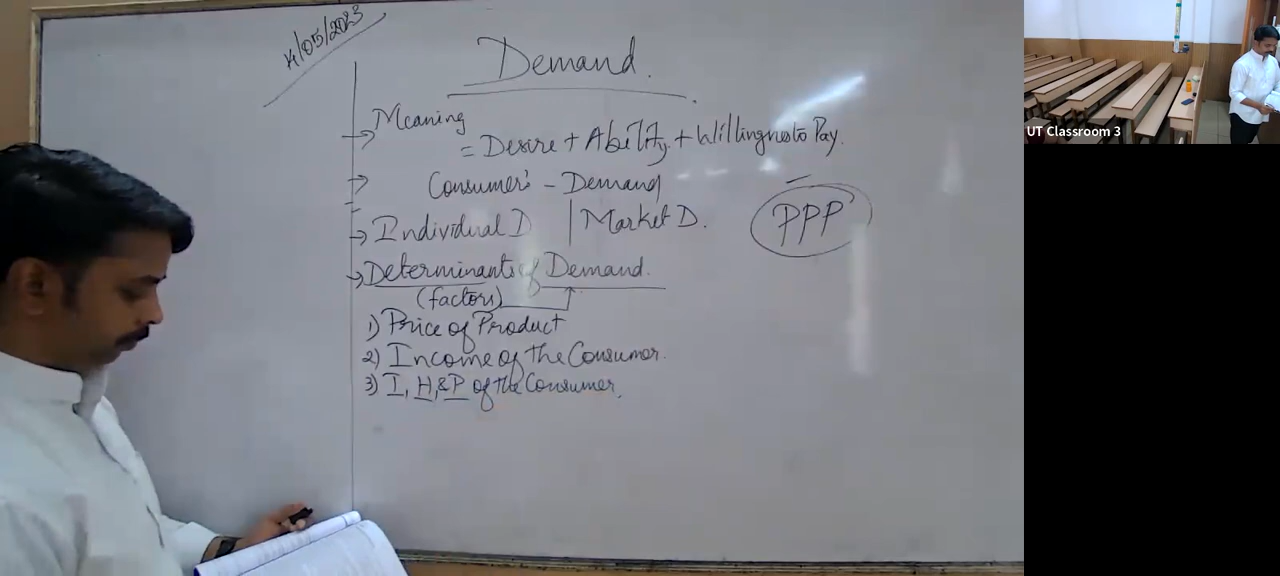 14/05/2023
Demand.
→ Meaning
= Desire + Ability + Willingness to Pay.
→ Consumer's - Demand
→ Individual D | Market D.
PPP
→ Determinants of Demand.
(factors)
1) Price of Product
2) Income of the Consumer.
3) I, H, & P of the Consumer.
UT Classroom 3